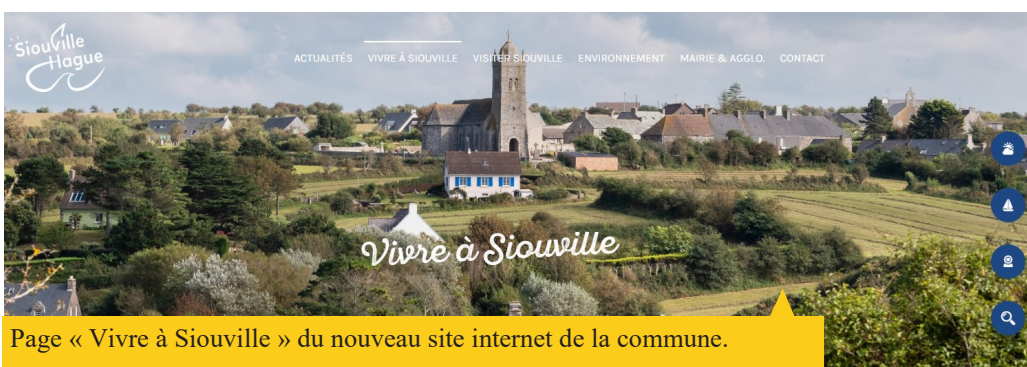 Siouville
Hague
ACTUALITÉS VIVRE À SIOUVILLE VISITER SIOUVILLE ENVIRONNEMENT MAIRIE & AGGLO. CONTACT
Vivre à Siouville
Page « Vivre à Siouville » du nouveau site internet de la commune.